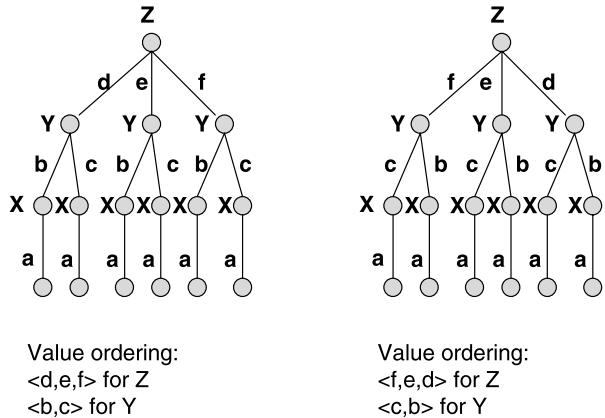 Z Z
d e f f e d
Y Y Y Y Y Y
b c b c b c c b c b c b
X X X X X X X X X X X X
a a a a a a a a a a a a
Value ordering: Value ordering:
<d,e,f> for Z <f,e,d> for Z
<b,c> for Y <c,b> for Y